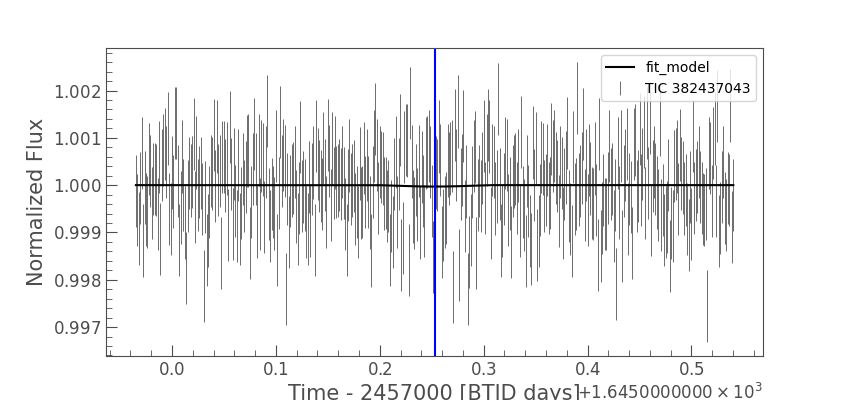 fit_model
TIC 382437043
1.002
1.001
1.000
0.999
0.998
0.997
Normalized Flux
0.0 0.1 0.2 0.3 0.4 0.5
Time - 2457000 [BTJD days]
+1.6450000000 × 10³